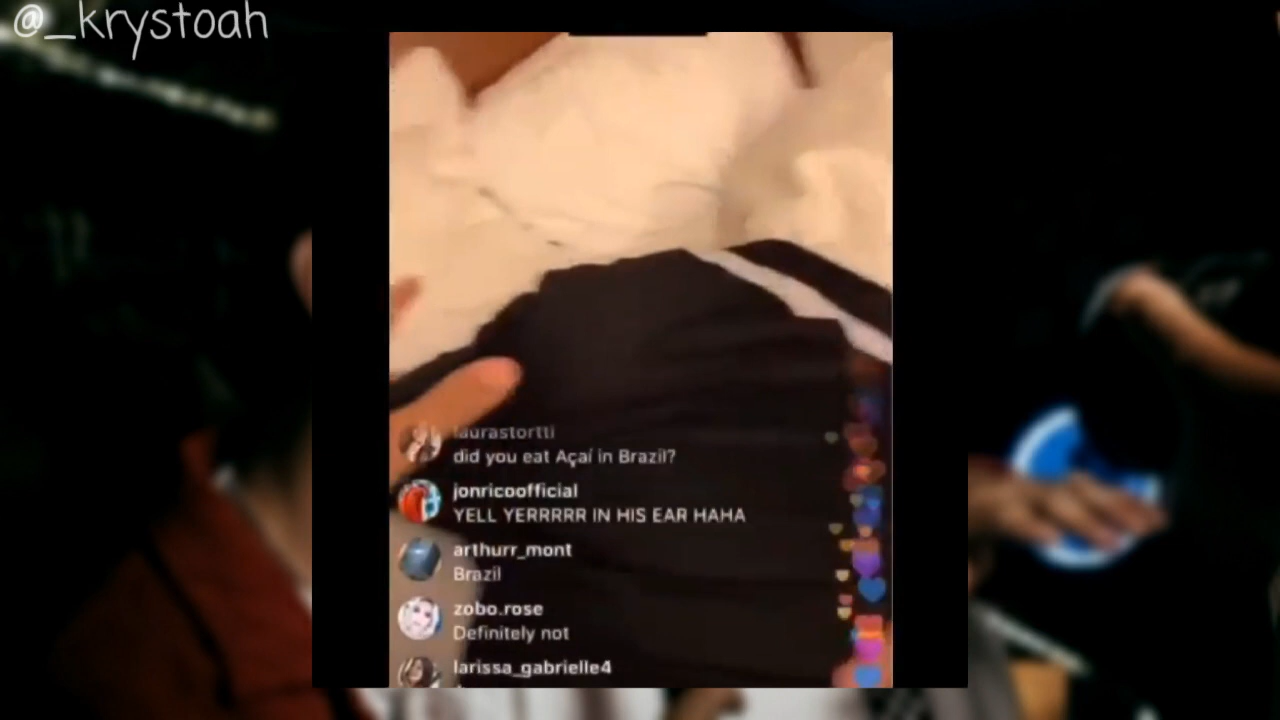 @_krystoah
laurastortti
did you eat Açaí in Brazil?
jonricoofficial
YELL YERRRRR IN HIS EAR HAHA
arthurr_mont
Brazil
zobo.rose
Definitely not
larissa_gabrielle4